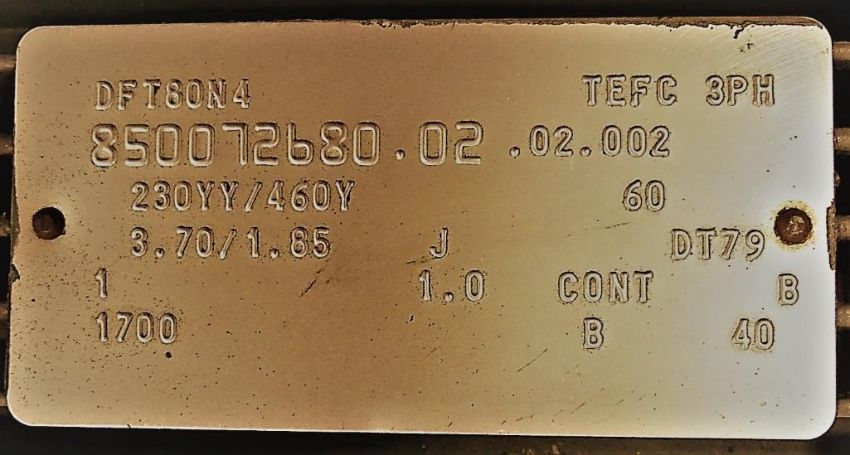 DFT80N4 TEFC 3PH
850072680.02 .02.002
230YY/460Y 60
3.70/1.85 J DT79
1 1.0 CONT B
1700 B 40